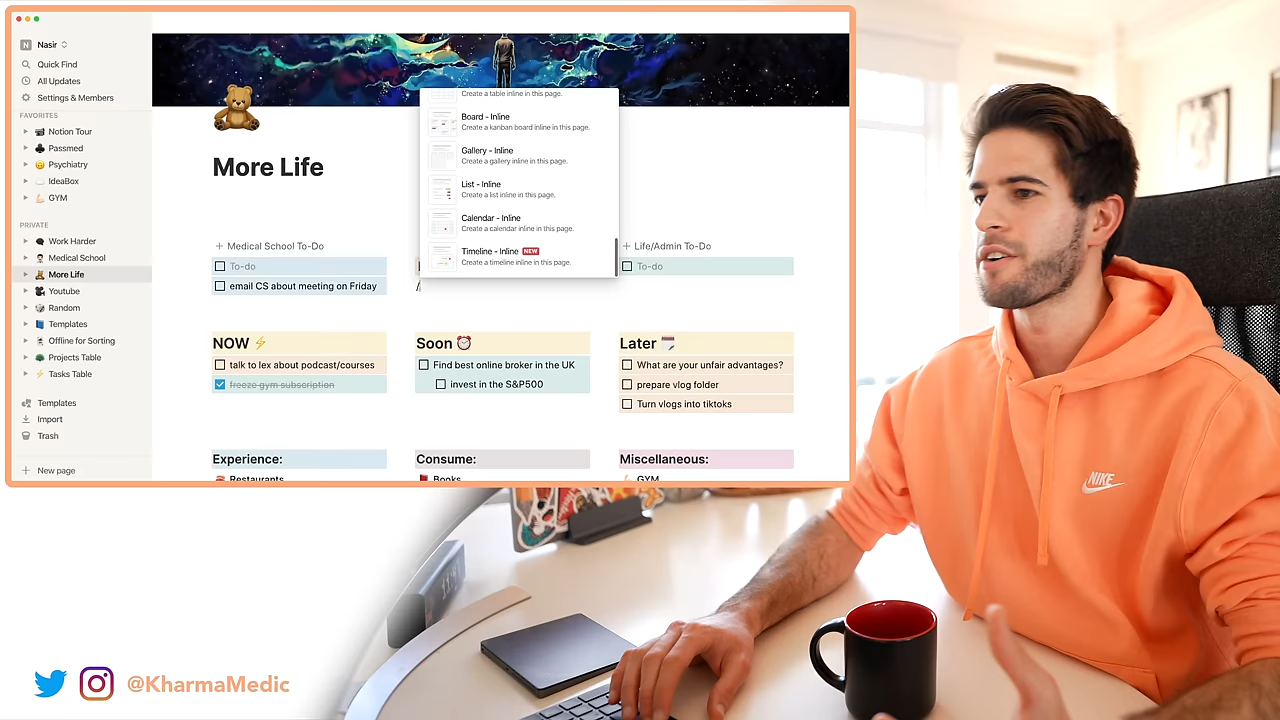 N Nasir
Quick Find
All Updates
Settings & Members
FAVORITES
Notion Tour
Passmed
Psychiatry
IdeaBox
GYM
PRIVATE
Work Harder
Medical School
More Life
Youtube
Random
Templates
Offline for Sorting
Projects Table
Tasks Table
Templates
Import
Trash
New page
More Life
Create a table inline in this page.
Board - Inline
Create a kanban board inline in this page.
Gallery - Inline
Create a gallery inline in this page.
List - Inline
Create a list inline in this page.
Calendar - Inline
Create a calendar inline in this page.
Timeline - Inline NEW
Create a timeline inline in this page.
/
+ Medical School To-Do
To-do
email CS about meeting on Friday
+ Life/Admin To-Do
To-do
NOW
talk to lex about podcast/courses
freeze gym subscription
Soon
Find best online broker in the UK
invest in the S&P500
Later
What are your unfair advantages?
prepare vlog folder
Turn vlogs into tiktoks
Experience:
Restaurants
Consume:
Books
Miscellaneous:
GYM
NIKE
@KharmaMedic